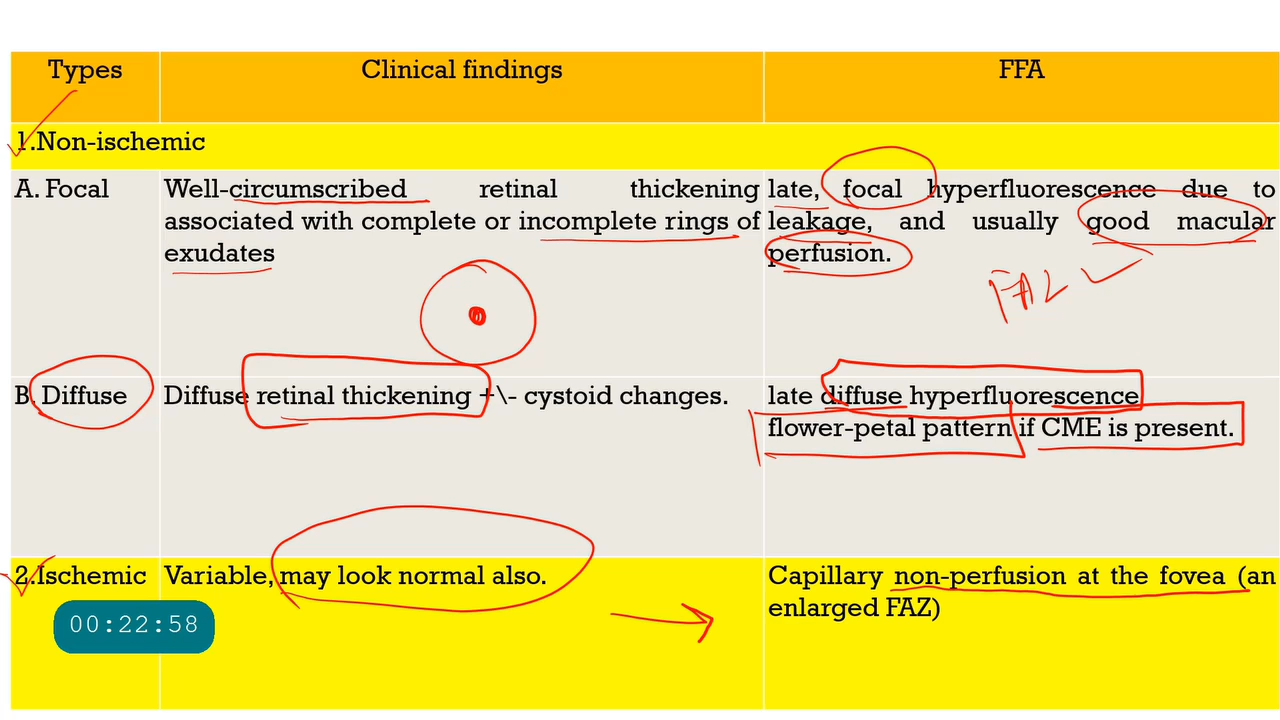 Types Clinical findings FFA
1.Non-ischemic
A. Focal
Well-circumscribed retinal thickening
associated with complete or incomplete rings of
exudates
late, focal hyperfluorescence due to
leakage, and usually good macular
perfusion.
FAZ
B. Diffuse
Diffuse retinal thickening +\- cystoid changes.
late diffuse hyperfluorescence
flower-petal pattern if CME is present.
2.Ischemic
Variable, may look normal also.
Capillary non-perfusion at the fovea (an
enlarged FAZ)
00:22:58